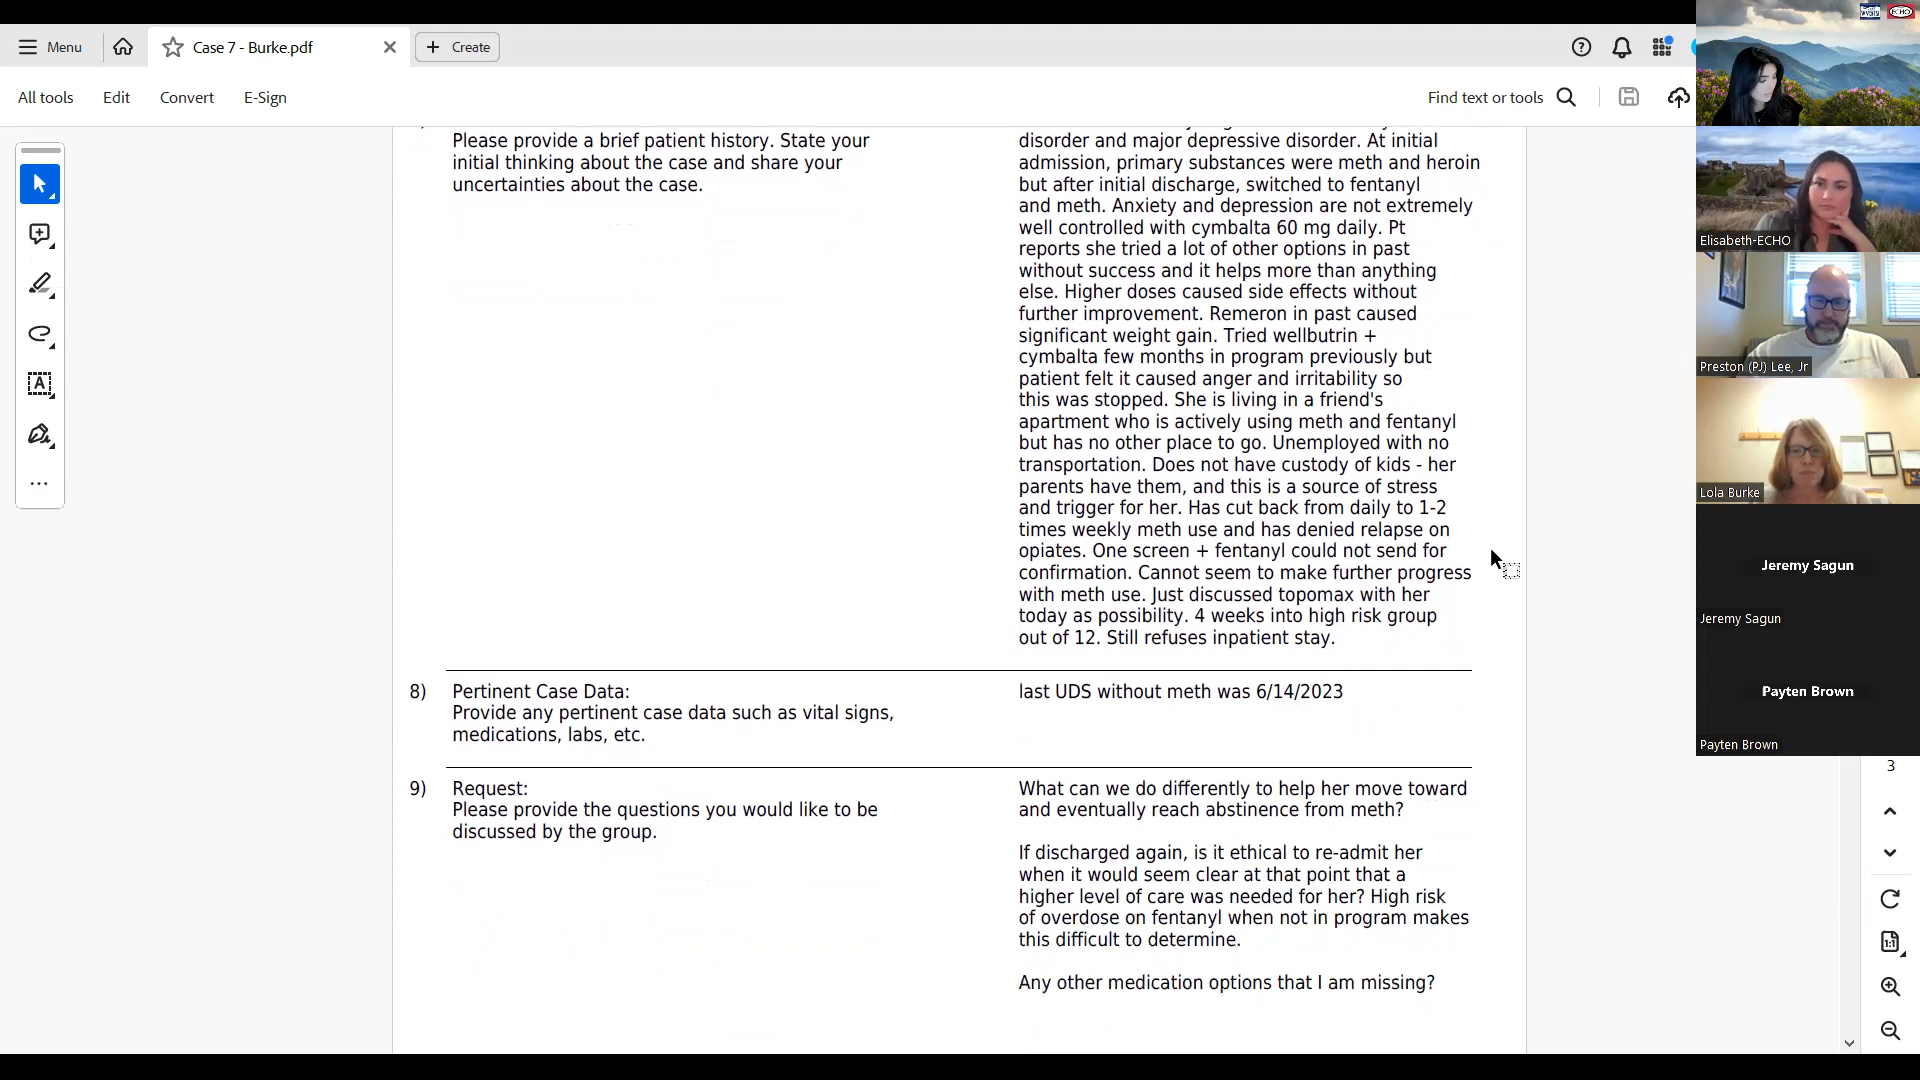 Menu
Case 7 - Burke.pdf
Create
All tools
Edit
Convert
E-Sign
Find text or tools
Please provide a brief patient history. State your
initial thinking about the case and share your
uncertainties about the case.
disorder and major depressive disorder. At initial
admission, primary substances were meth and heroin
but after initial discharge, switched to fentanyl
and meth. Anxiety and depression are not extremely
well controlled with cymbalta 60 mg daily. Pt
reports she tried a lot of other options in past
without success and it helps more than anything
else. Higher doses caused side effects without
further improvement. Remeron in past caused
significant weight gain. Tried wellbutrin +
cymbalta few months in program previously but
patient felt it caused anger and irritability so
this was stopped. She is living in a friend's
apartment who is actively using meth and fentanyl
but has no other place to go. Unemployed with no
transportation. Does not have custody of kids - her
parents have them, and this is a source of stress
and trigger for her. Has cut back from daily to 1-2
times weekly meth use and has denied relapse on
opiates. One screen + fentanyl could not send for
confirmation. Cannot seem to make further progress
with meth use. Just discussed topomax with her
today as possibility. 4 weeks into high risk group
out of 12. Still refuses inpatient stay.
8)
Pertinent Case Data:
Provide any pertinent case data such as vital signs,
medications, labs, etc.
last UDS without meth was 6/14/2023
9)
Request:
Please provide the questions you would like to be
discussed by the group.
What can we do differently to help her move toward
and eventually reach abstinence from meth?
If discharged again, is it ethical to re-admit her
when it would seem clear at that point that a
higher level of care was needed for her? High risk
of overdose on fentanyl when not in program makes
this difficult to determine.
Any other medication options that I am missing?
ECHO
Elisabeth-ECHO
Preston (PJ) Lee, Jr
Lola Burke
Jeremy Sagun
Jeremy Sagun
Payten Brown
Payten Brown
3
1:1